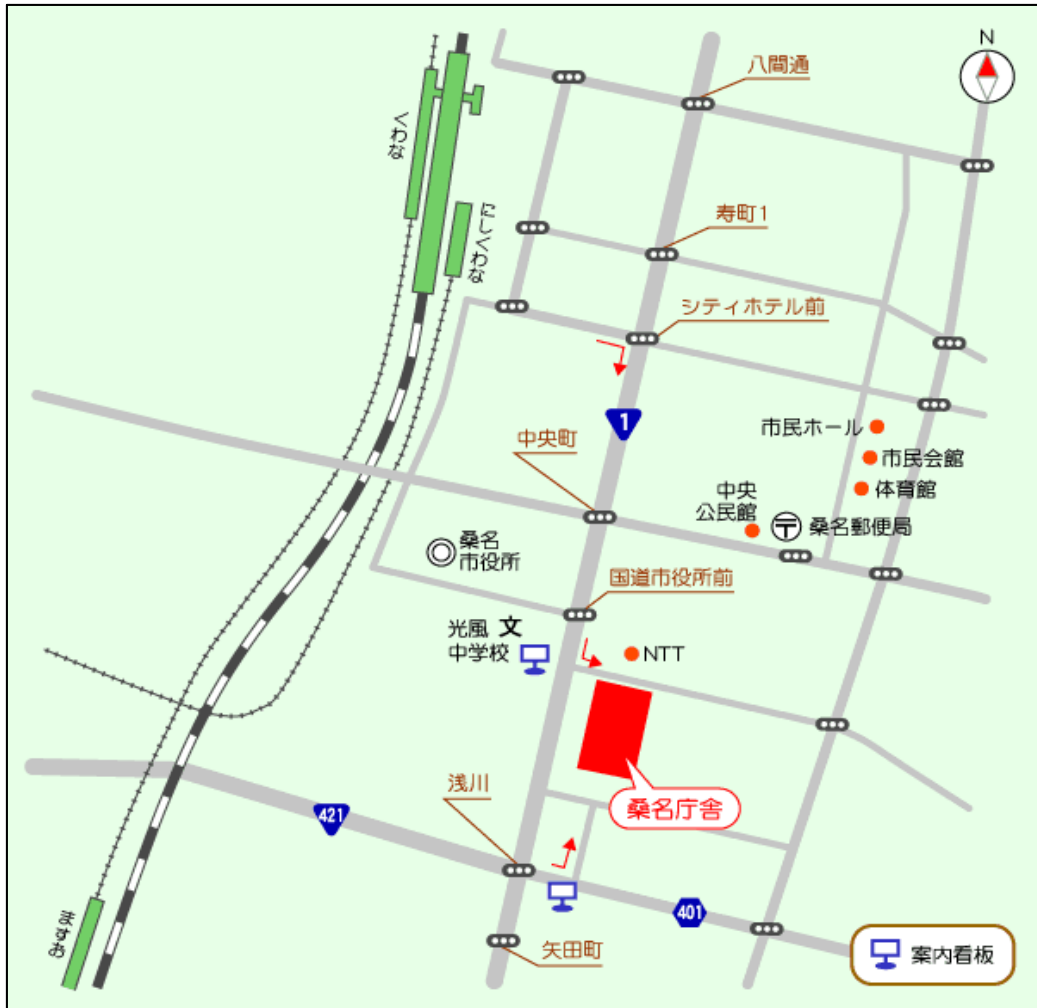 N
八間通
くわな
にしくわな
寿町1
シティホテル前
1
中央町
市民ホール
市民会館
体育館
中央
公民館
〒
桑名郵便局
桑名
市役所
国道市役所前
光風 文
中学校
NTT
桑名庁舎
浅川
421
401
矢田町
ますお
案内看板